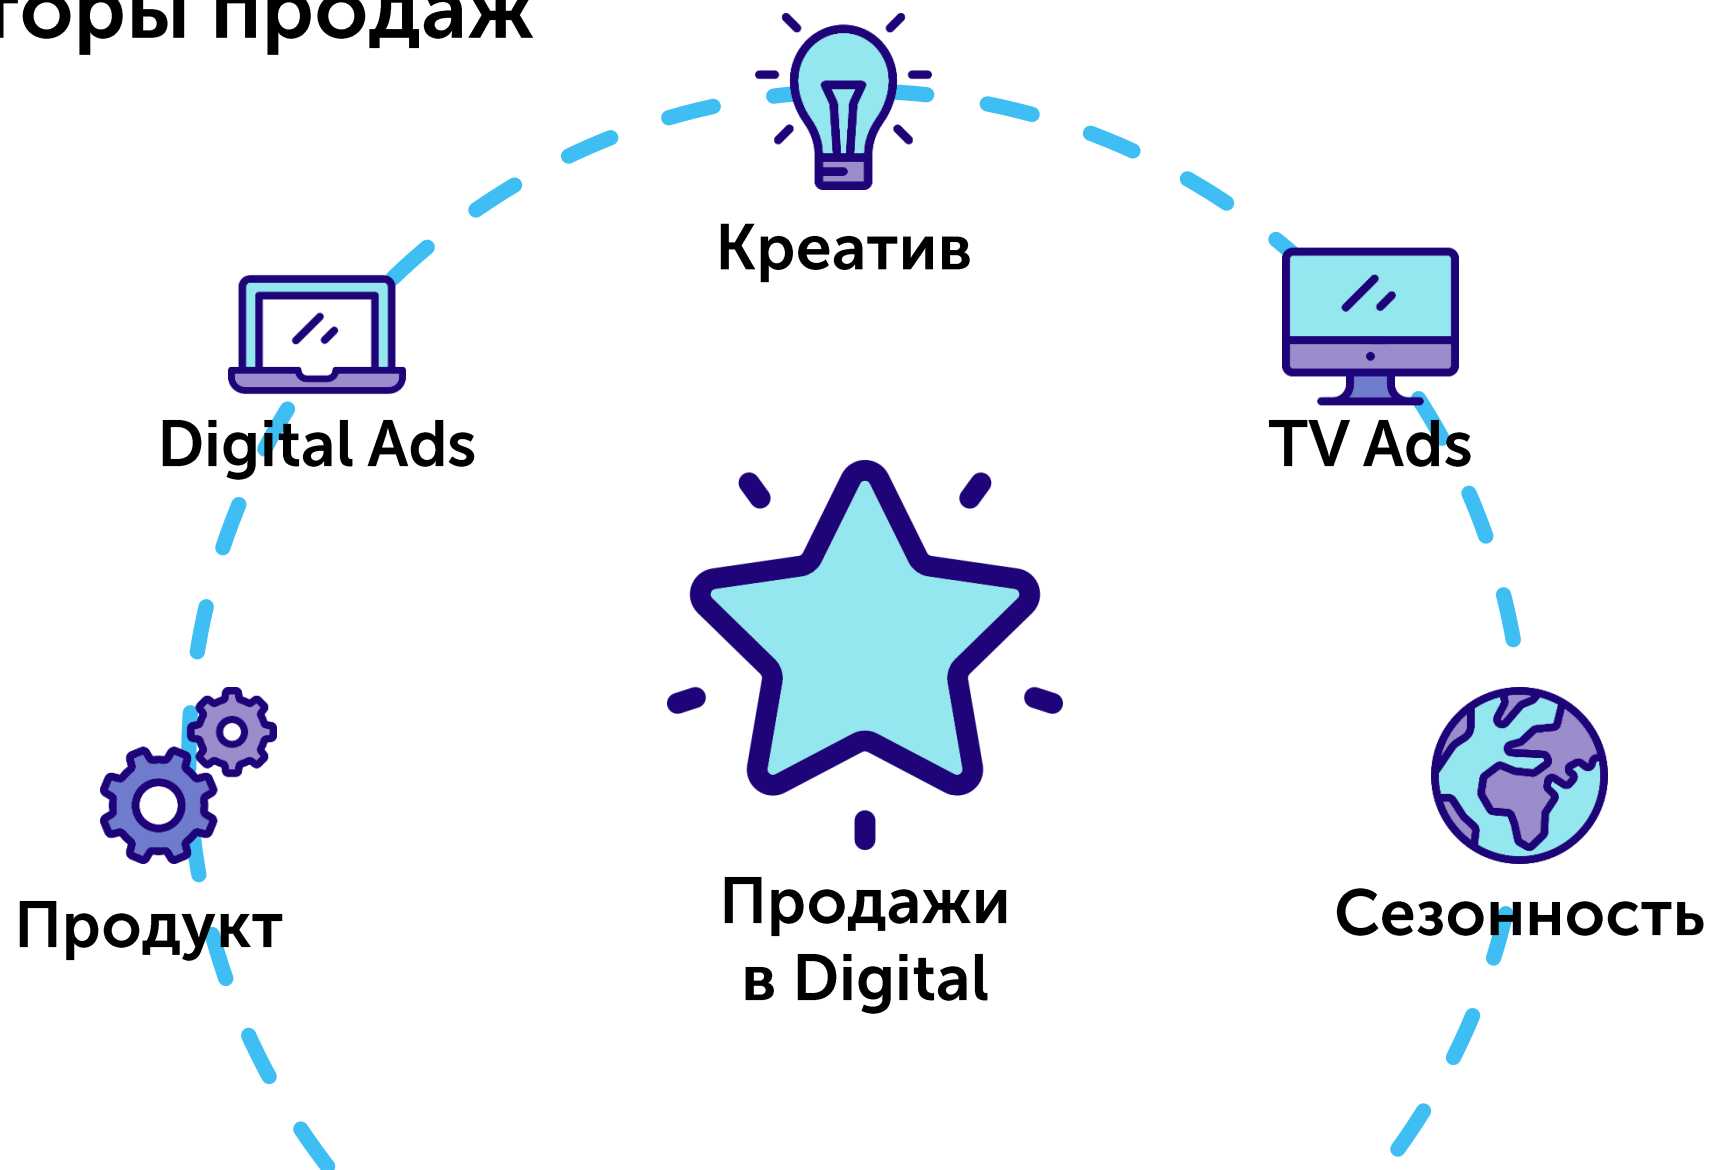 торы продаж
Креатив
Digital Ads
TV Ads
Продукт
Продажи
в Digital
Сезонность